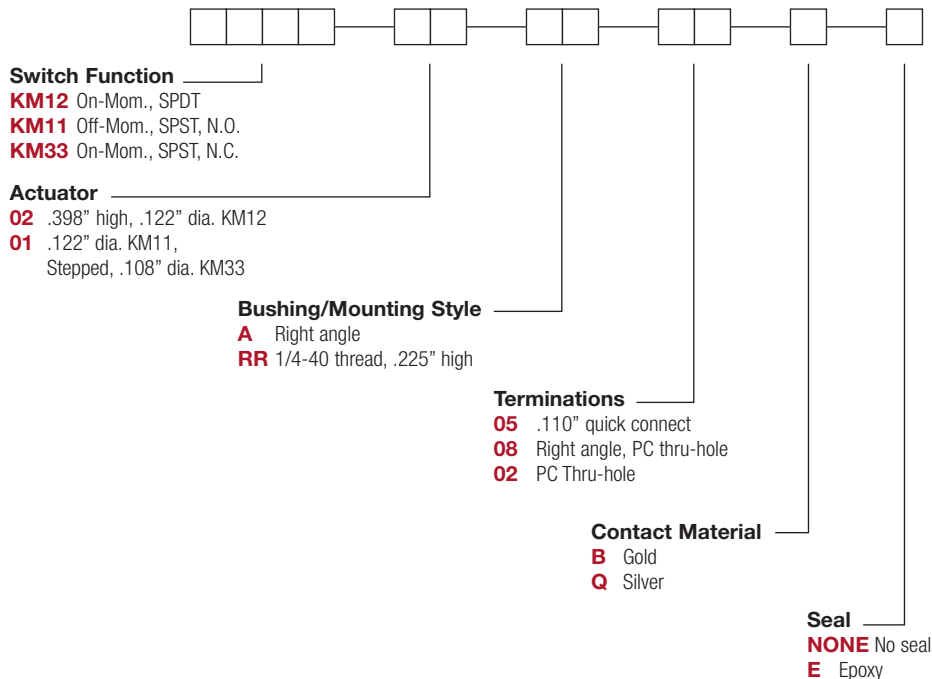 Switch Function
KM12 On-Mom., SPDT
KM11 Off-Mom., SPST, N.O.
KM33 On-Mom., SPST, N.C.
Actuator
02 .398” high, .122” dia. KM12
01 .122” dia. KM11,
Stepped, .108” dia. KM33
Bushing/Mounting Style
A Right angle
RR 1/4-40 thread, .225” high
Terminations
05 .110” quick connect
08 Right angle, PC thru-hole
02 PC Thru-hole
Contact Material
B Gold
Q Silver
Seal
NONE No seal
E Epoxy